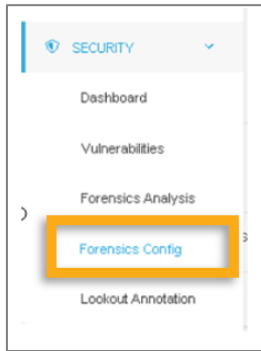 SECURITY
Dashboard
Vulnerabilities
Forensics Analysis
Forensics Config
Lookout Annotation